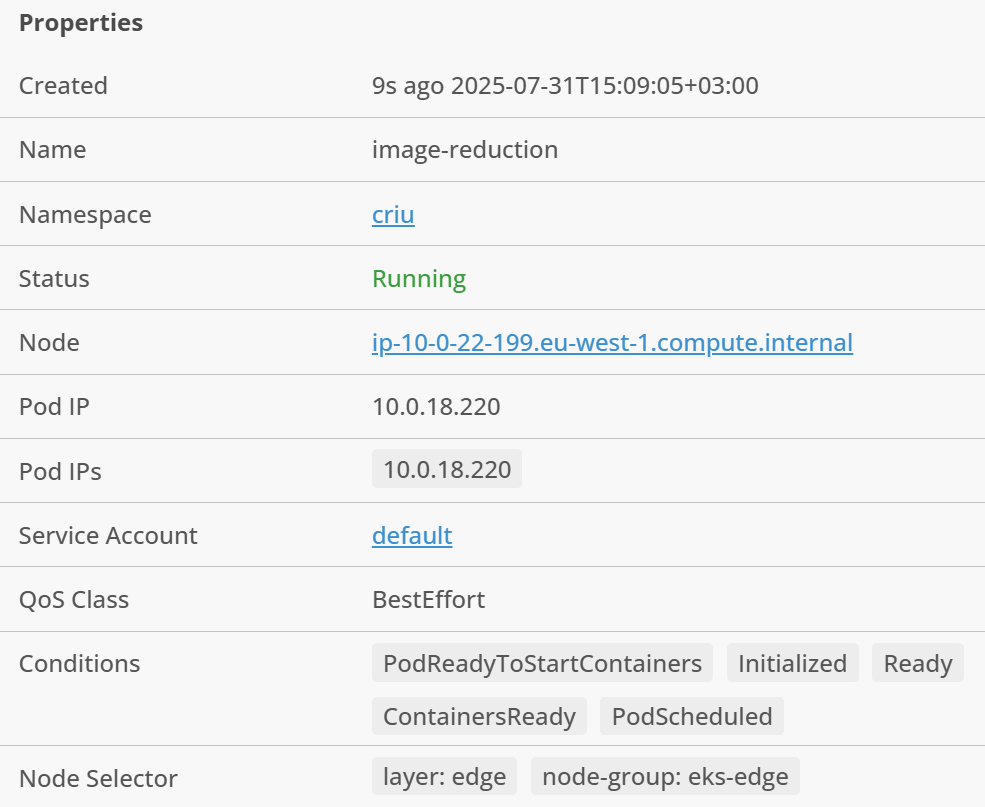 Properties
Created 9s ago 2025-07-31T15:09:05+03:00
Name image-reduction
Namespace criu
Status Running
Node ip-10-0-22-199.eu-west-1.compute.internal
Pod IP 10.0.18.220
Pod IPs 10.0.18.220
Service Account default
QoS Class BestEffort
Conditions PodReadyToStartContainers Initialized Ready
ContainersReady PodScheduled
Node Selector layer: edge node-group: eks-edge